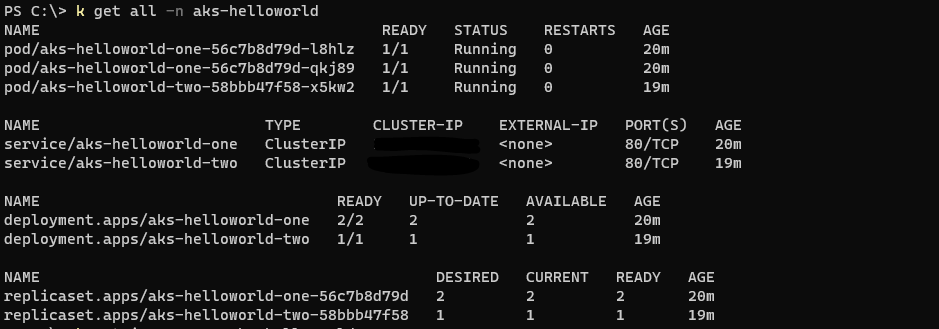 PS C:\> k get all -n aks-helloworld
NAME READY STATUS RESTARTS AGE
pod/aks-helloworld-one-56c7b8d79d-l8hlz 1/1 Running 0 20m
pod/aks-helloworld-one-56c7b8d79d-qkj89 1/1 Running 0 20m
pod/aks-helloworld-two-58bbb47f58-x5kw2 1/1 Running 0 19m
NAME TYPE CLUSTER-IP EXTERNAL-IP PORT(S) AGE
service/aks-helloworld-one ClusterIP <none> 80/TCP 20m
service/aks-helloworld-two ClusterIP <none> 80/TCP 19m
NAME READY UP-TO-DATE AVAILABLE AGE
deployment.apps/aks-helloworld-one 2/2 2 2 20m
deployment.apps/aks-helloworld-two 1/1 1 1 19m
NAME DESIRED CURRENT READY AGE
replicaset.apps/aks-helloworld-one-56c7b8d79d 2 2 2 20m
replicaset.apps/aks-helloworld-two-58bbb47f58 1 1 1 19m